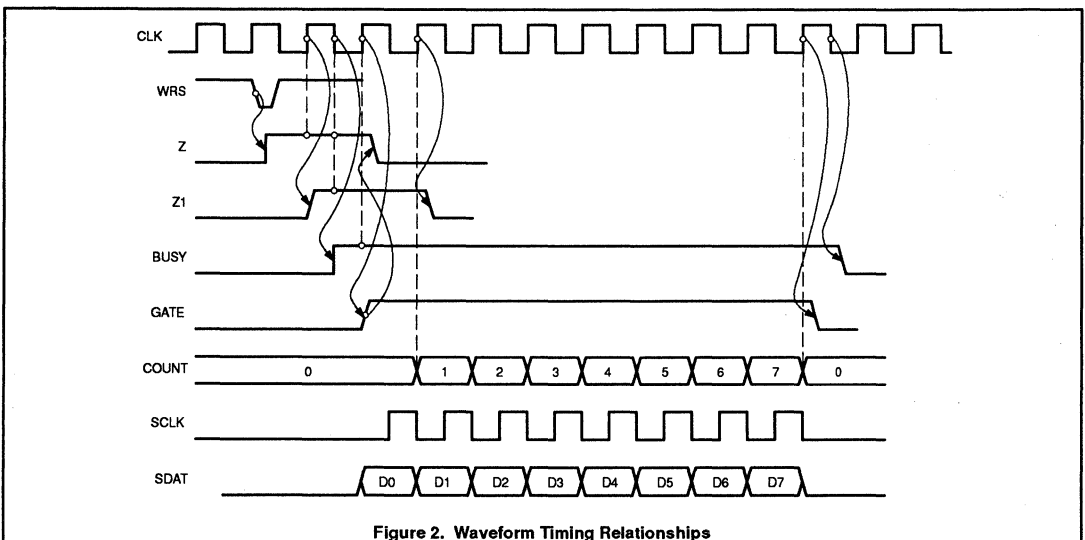 CLK
WRS
Z
Z1
BUSY
GATE
COUNT 0 1 2 3 4 5 6 7 0
SCLK
SDAT D0 D1 D2 D3 D4 D5 D6 D7
Figure 2. Waveform Timing Relationships